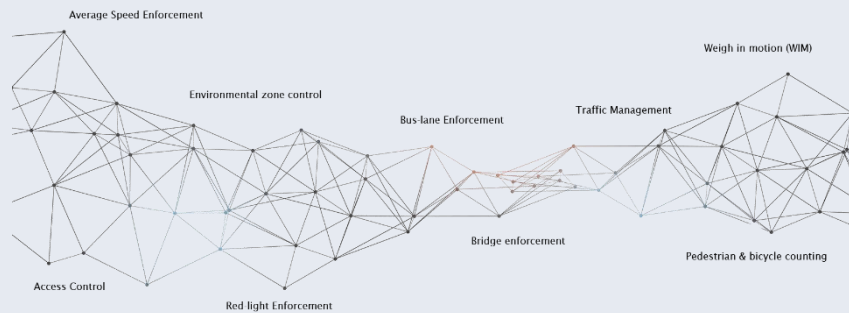 Average Speed Enforcement
Weigh in motion (WIM)
Environmental zone control
Traffic Management
Bus-lane Enforcement
Bridge enforcement
Pedestrian & bicycle counting
Access Control
Red-light Enforcement